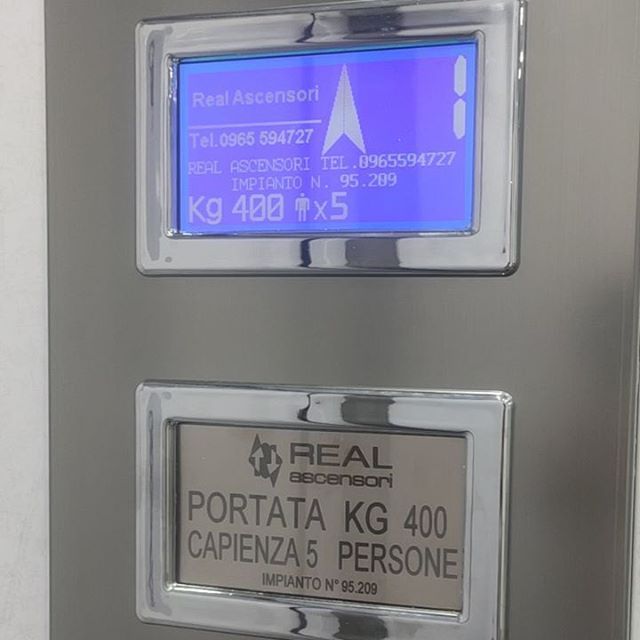 Real Ascensori
1
Tel.0965 594727
REAL ASCENSORI TEL.0965594727
IMPIANTO N. 95.209
Kg 400 x5
REAL
ascensori
PORTATA KG 400
CAPIENZA 5 PERSONE
IMPIANTO N° 95.209